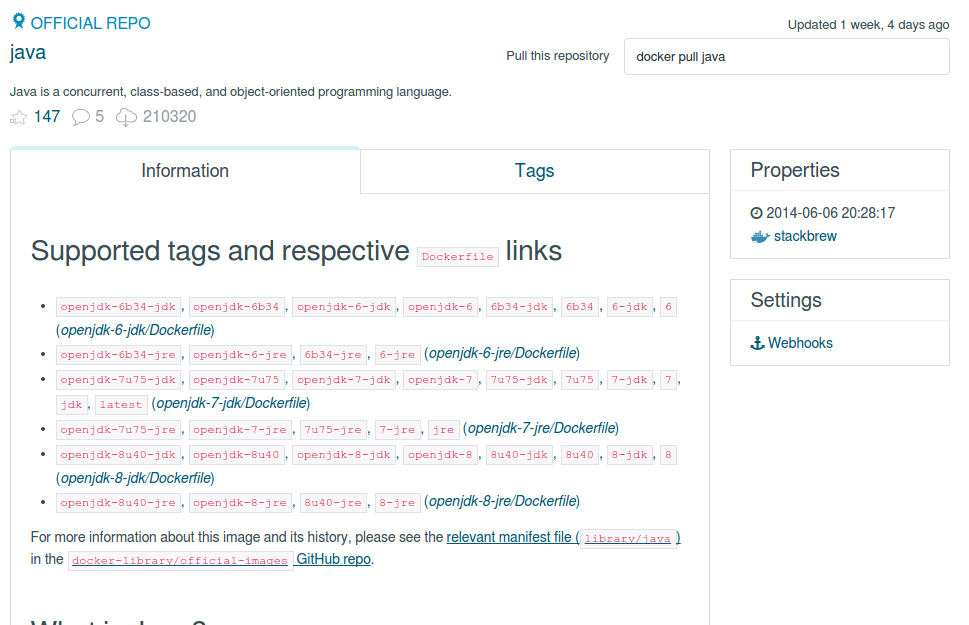 OFFICIAL REPO
Updated 1 week, 4 days ago
java
Pull this repository docker pull java
Java is a concurrent, class-based, and object-oriented programming language.
147 5 210320
Information Tags
Properties
2014-06-06 20:28:17
stackbrew
Settings
Webhooks
Supported tags and respective Dockerfile links
• openjdk-6b34-jdk, openjdk-6b34, openjdk-6-jdk, openjdk-6, 6b34-jdk, 6b34, 6-jdk, 6
(openjdk-6-jdk/Dockerfile)
• openjdk-6b34-jre, openjdk-6-jre, 6b34-jre, 6-jre (openjdk-6-jre/Dockerfile)
• openjdk-7u75-jdk, openjdk-7u75, openjdk-7-jdk, openjdk-7, 7u75-jdk, 7u75, 7-jdk, 7,
jdk, latest (openjdk-7-jdk/Dockerfile)
• openjdk-7u75-jre, openjdk-7-jre, 7u75-jre, 7-jre, jre (openjdk-7-jre/Dockerfile)
• openjdk-8u40-jdk, openjdk-8u40, openjdk-8-jdk, openjdk-8, 8u40-jdk, 8u40, 8-jdk, 8
(openjdk-8-jdk/Dockerfile)
• openjdk-8u40-jre, openjdk-8-jre, 8u40-jre, 8-jre (openjdk-8-jre/Dockerfile)
For more information about this image and its history, please see the relevant manifest file (library/java)
in the docker-library/official-images GitHub repo.